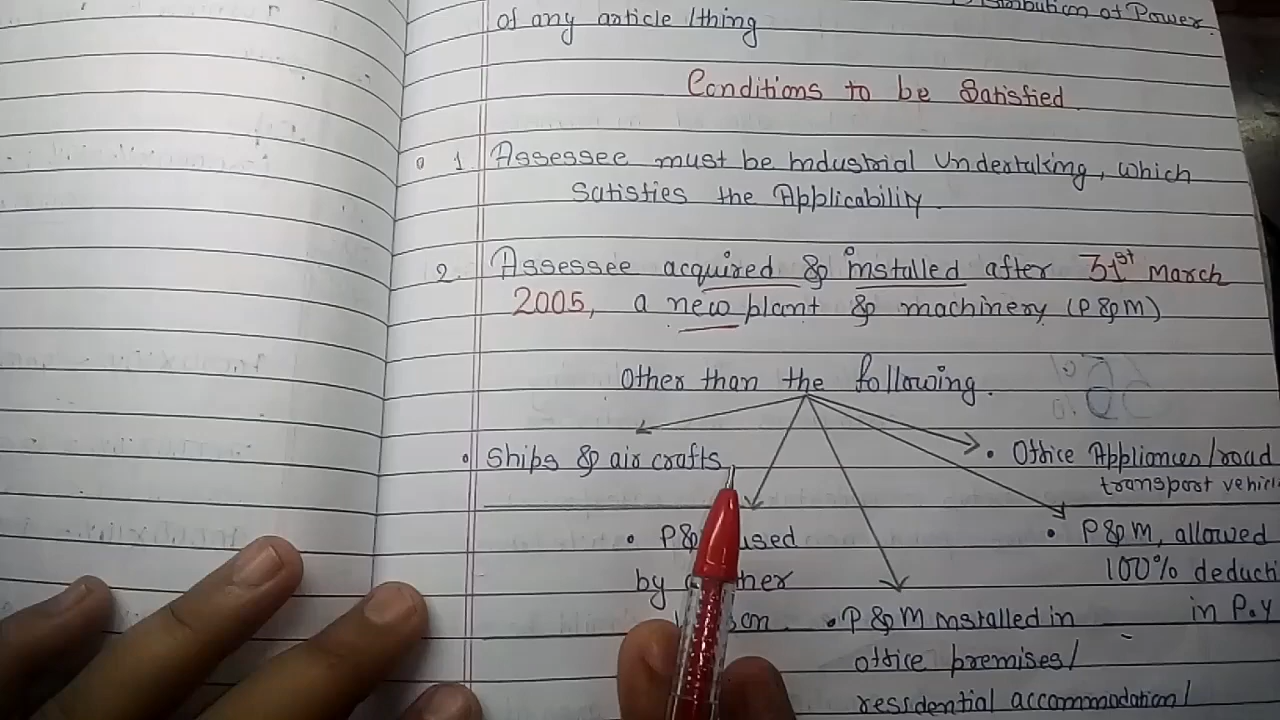 Distribution of Power.
of any article / thing
Conditions to be Satisfied
1. Assessee must be Industrial Undertaking, which
Satisfies the Applicability.
2. Assessee acquired & installed after 31st March
2005, a new plant & machinery (P&M)
Other than the following.
• Ships & air crafts
• Office Appliances/road
transport vehicl
• P& used
by
• P&M, allowed
100% deducti
in P.Y
• P&M installed in
office premises/
residential accommodation/